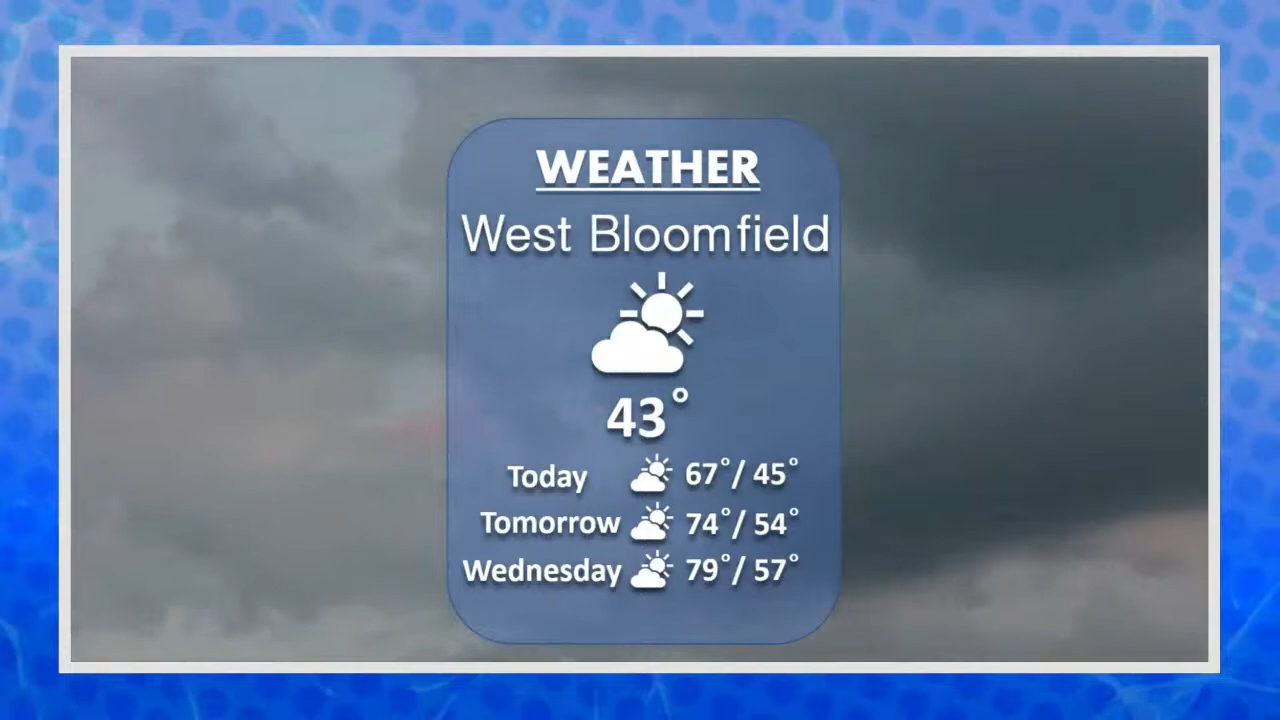 WEATHER
West Bloomfield
43°
Today 67°/ 45°
Tomorrow 74°/ 54°
Wednesday 79°/ 57°